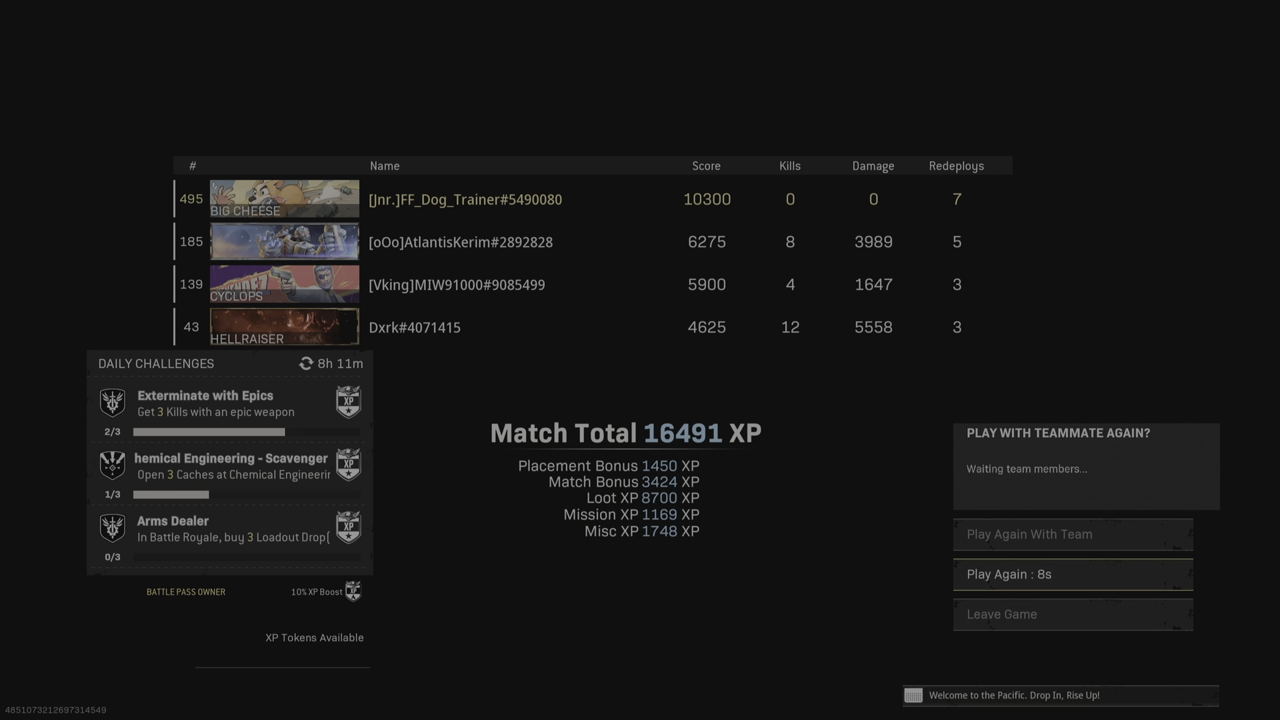 # Name Score Kills Damage Redeploys
495 BIG CHEESE [Jnr.]FF_Dog_Trainer#5490080 10300 0 0 7
185 [oOo]AtlantisKerim#2892828 6275 8 3989 5
139 CYCLOPS [Vking]MIW91000#9085499 5900 4 1647 3
43 HELLRAISER Dxrk#4071415 4625 12 5558 3
DAILY CHALLENGES 8h 11m
Exterminate with Epics
XP
Get 3 Kills with an epic weapon
2/3
hemical Engineering - Scavenger
XP
Open 3 Caches at Chemical Engineerir
1/3
Arms Dealer
XP
In Battle Royale, buy 3 Loadout Drop(
0/3
BATTLE PASS OWNER 10% XP Boost XP
XP Tokens Available
Match Total 16491 XP
Placement Bonus 1450 XP
Match Bonus 3424 XP
Loot XP 8700 XP
Mission XP 1169 XP
Misc XP 1748 XP
PLAY WITH TEAMMATE AGAIN?
Waiting team members...
Play Again With Team
Play Again : 8s
Leave Game
Welcome to the Pacific. Drop In, Rise Up!
4851073212697314549